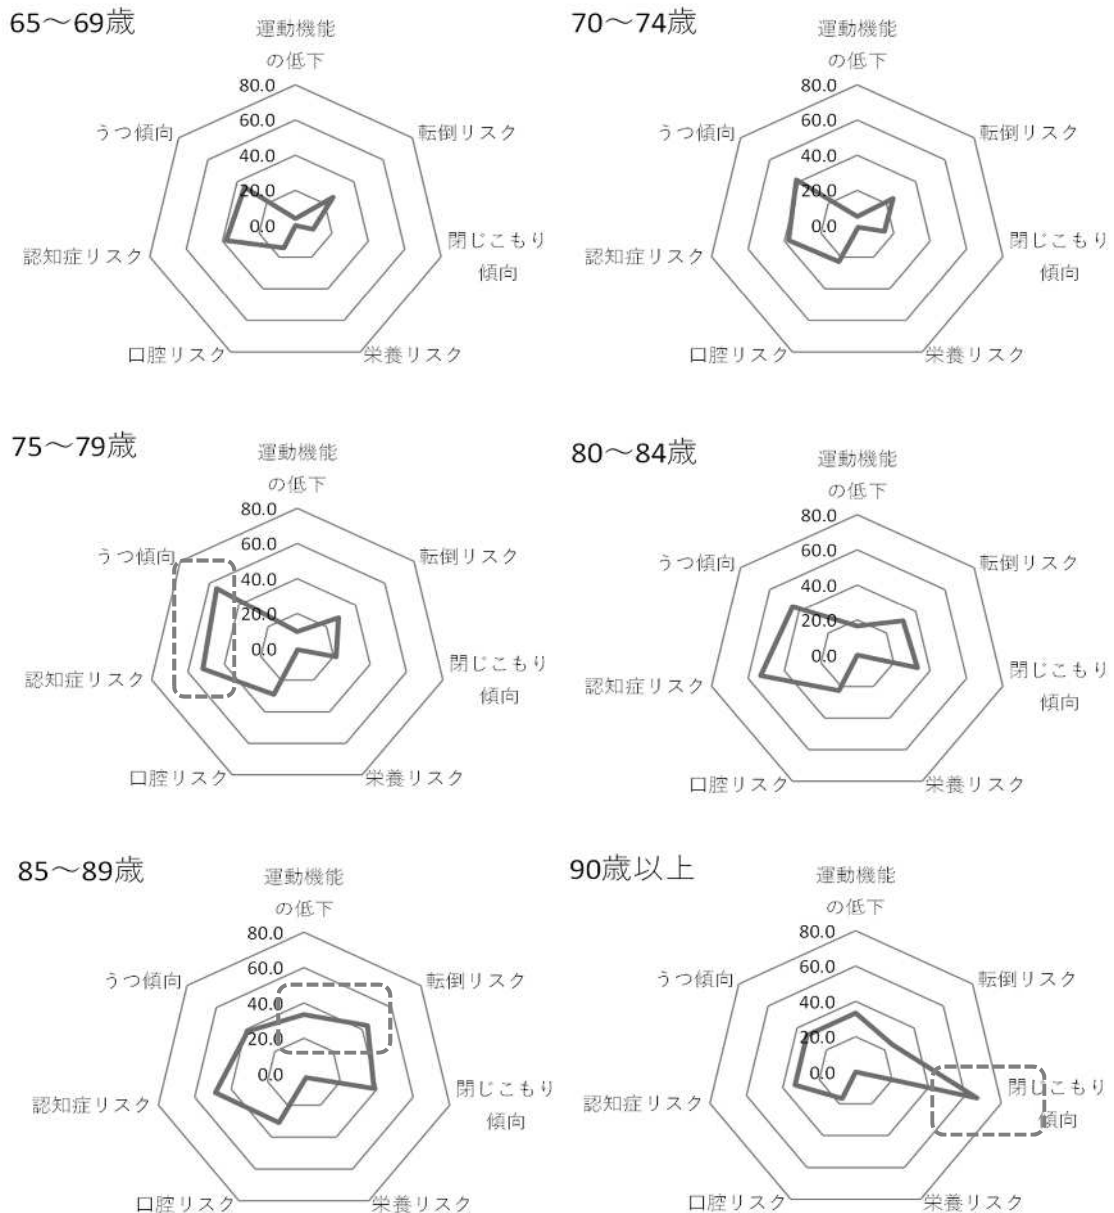 65～69歳
運動機能
の低下
80.0
60.0
40.0
20.0
0.0
転倒リスク
閉じこもり
傾向
栄養リスク
口腔リスク
認知症リスク
うつ傾向
70～74歳
運動機能
の低下
80.0
60.0
40.0
20.0
0.0
転倒リスク
閉じこもり
傾向
栄養リスク
口腔リスク
認知症リスク
うつ傾向
75～79歳
運動機能
の低下
80.0
60.0
40.0
20.0
0.0
転倒リスク
閉じこもり
傾向
栄養リスク
口腔リスク
認知症リスク
うつ傾向
80～84歳
運動機能
の低下
80.0
60.0
40.0
20.0
0.0
転倒リスク
閉じこもり
傾向
栄養リスク
口腔リスク
認知症リスク
うつ傾向
85～89歳
運動機能
の低下
80.0
60.0
40.0
20.0
0.0
転倒リスク
閉じこもり
傾向
栄養リスク
口腔リスク
認知症リスク
うつ傾向
90歳以上
運動機能
の低下
80.0
60.0
40.0
20.0
0.0
転倒リスク
閉じこもり
傾向
栄養リスク
口腔リスク
認知症リスク
うつ傾向